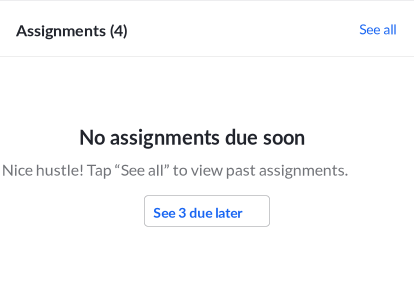 Assignments (4)
See all
No assignments due soon
Nice hustle! Tap “See all” to view past assignments.
See 3 due later